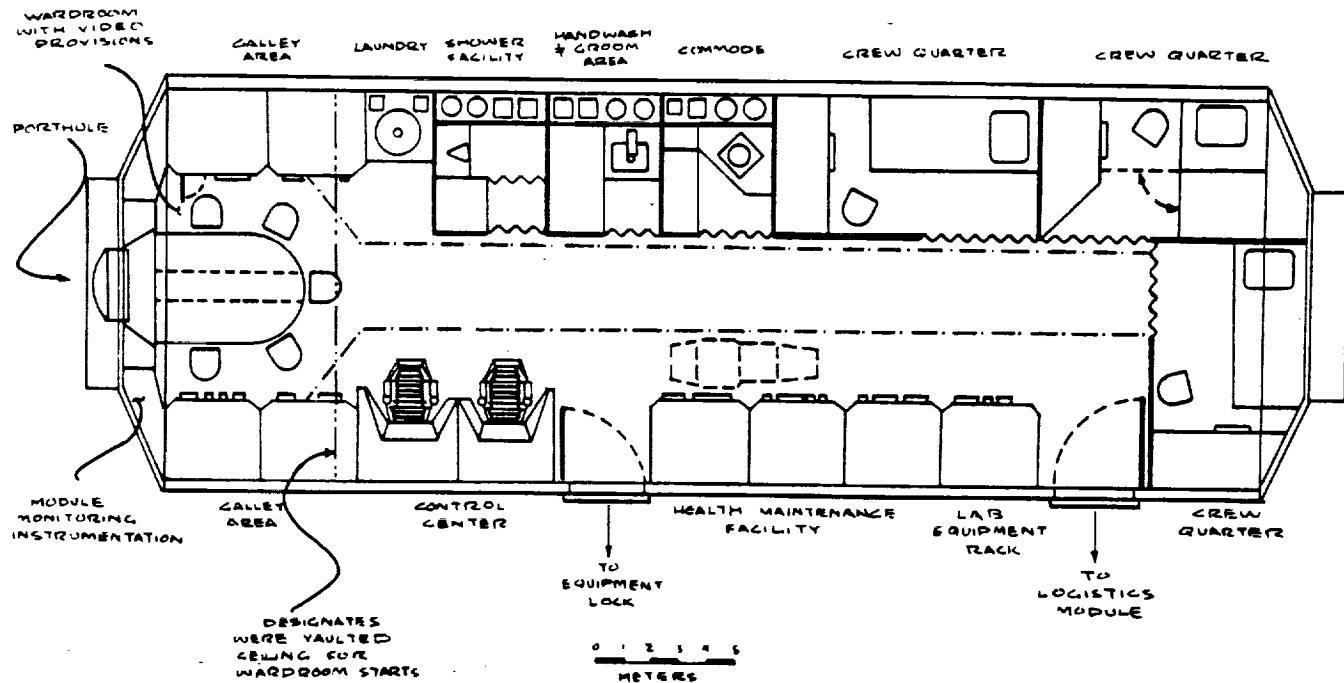 WARDROOM
WITH VIDEO
PROVISIONS
GALLEY
AREA
LAUNDRY
SHOWER
FACILITY
HANDWASH
& GROOM
AREA
COMMODE
CREW QUARTER
CREW QUARTER
PORTHOLE
MODULE
MONITORING
INSTRUMENTATION
GALLEY
AREA
CONTROL
CENTER
HEALTH MAINTENANCE
FACILITY
LAB
EQUIPMENT
RACK
CREW
QUARTER
TO
EQUIPMENT
LOCK
TO
LOGISTICS
MODULE
DESIGNATES
WERE VAULTED
CEILING FOR
WARDROOM STARTS
0 1 2 3 4 5
METERS